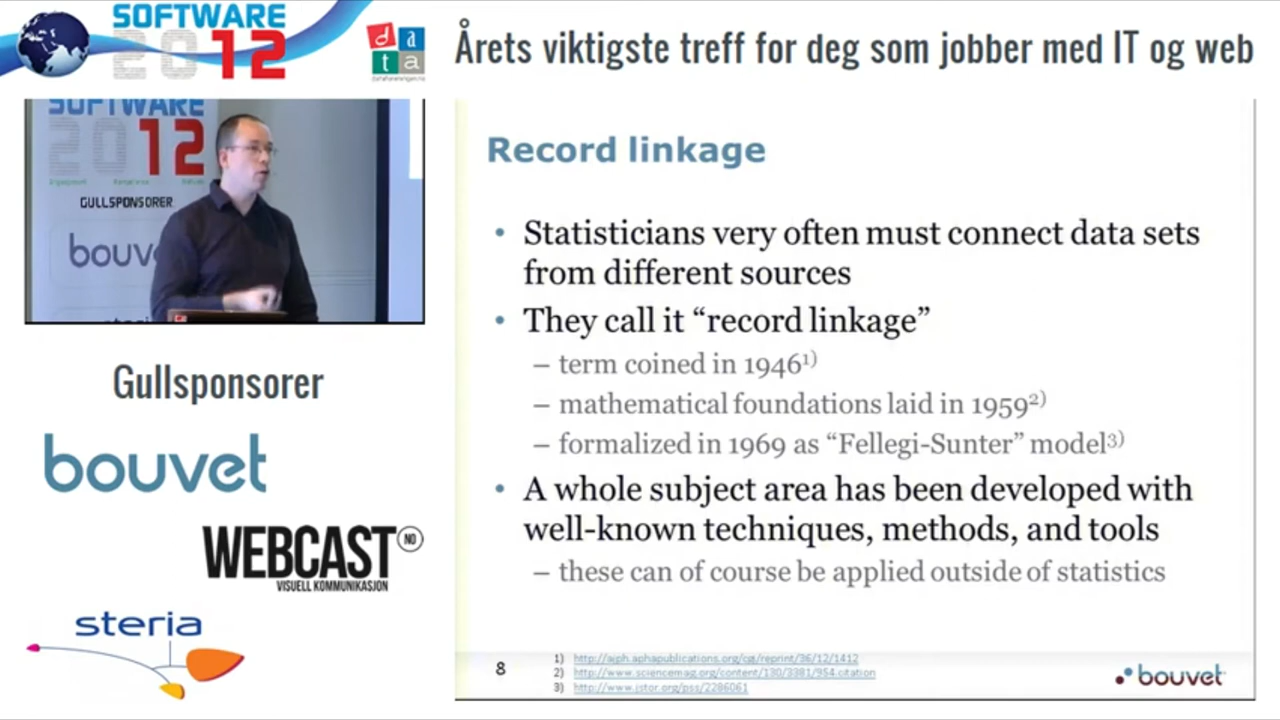 SOFTWARE
2012
data
Årets viktigste treff for deg som jobber med IT og web
SOFTWARE
2012
GULLSPONSORER
bouv
steria
Gullsponsorer
bouvet
WEBCAST NO
VISUELL KOMMUNIKASJON
steria
Record linkage
• Statisticians very often must connect data sets
from different sources
• They call it “record linkage”
– term coined in 1946¹⁾
– mathematical foundations laid in 1959²⁾
– formalized in 1969 as “Fellegi-Sunter” model³⁾
• A whole subject area has been developed with
well-known techniques, methods, and tools
– these can of course be applied outside of statistics
8
1) http://ajph.aphapublications.org/cgi/reprint/36/12/1412
2) http://www.sciencemag.org/content/130/3381/954.citation
3) http://www.jstor.org/pss/2286061
bouvet